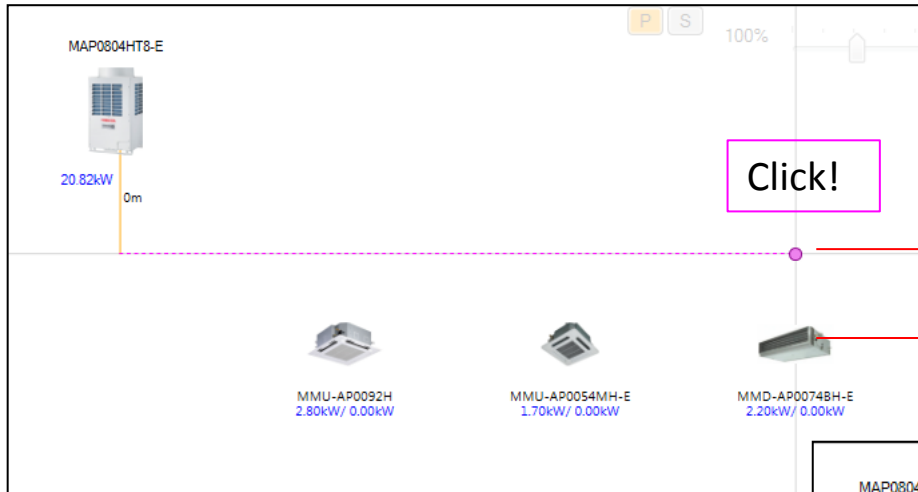 P S
100%
MAP0804HT8-E
20.82kW
0m
Click!
MMU-AP0092H
2.80kW/ 0.00kW
MMU-AP0054MH-E
1.70kW/ 0.00kW
MMD-AP0074BH-E
2.20kW/ 0.00kW
MAP0804